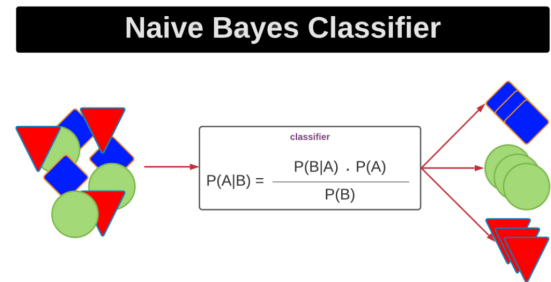 Naive Bayes Classifier
classifier
P(A|B) = P(B|A) . P(A)
P(B)